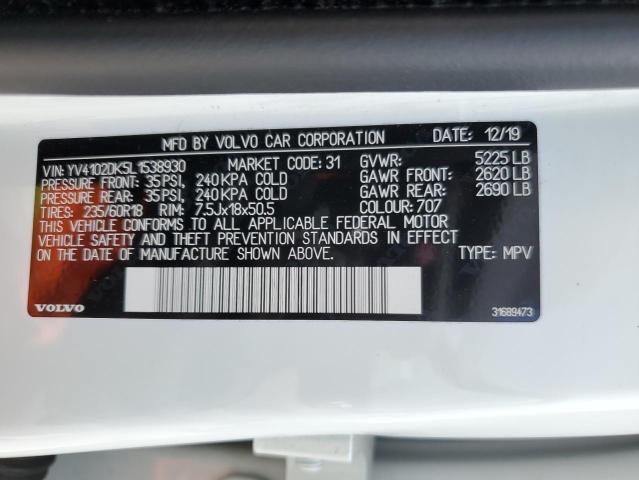 MFD BY VOLVO CAR CORPORATION DATE: 12/19
VIN: YV4102DK5L1538930 MARKET CODE: 31 GVWR: 5225 LB
PRESSURE FRONT: 35 PSI, 240 KPA COLD GAWR FRONT: 2620 LB
PRESSURE REAR: 35 PSI, 240 KPA COLD GAWR REAR: 2690 LB
TIRES: 235/60R18 RIM: 7.5Jx18x50.5 COLOUR: 707
THIS VEHICLE CONFORMS TO ALL APPLICABLE FEDERAL MOTOR
VEHICLE SAFETY AND THEFT PREVENTION STANDARDS IN EFFECT
ON THE DATE OF MANUFACTURE SHOWN ABOVE. TYPE: MPV
VOLVO 31689473